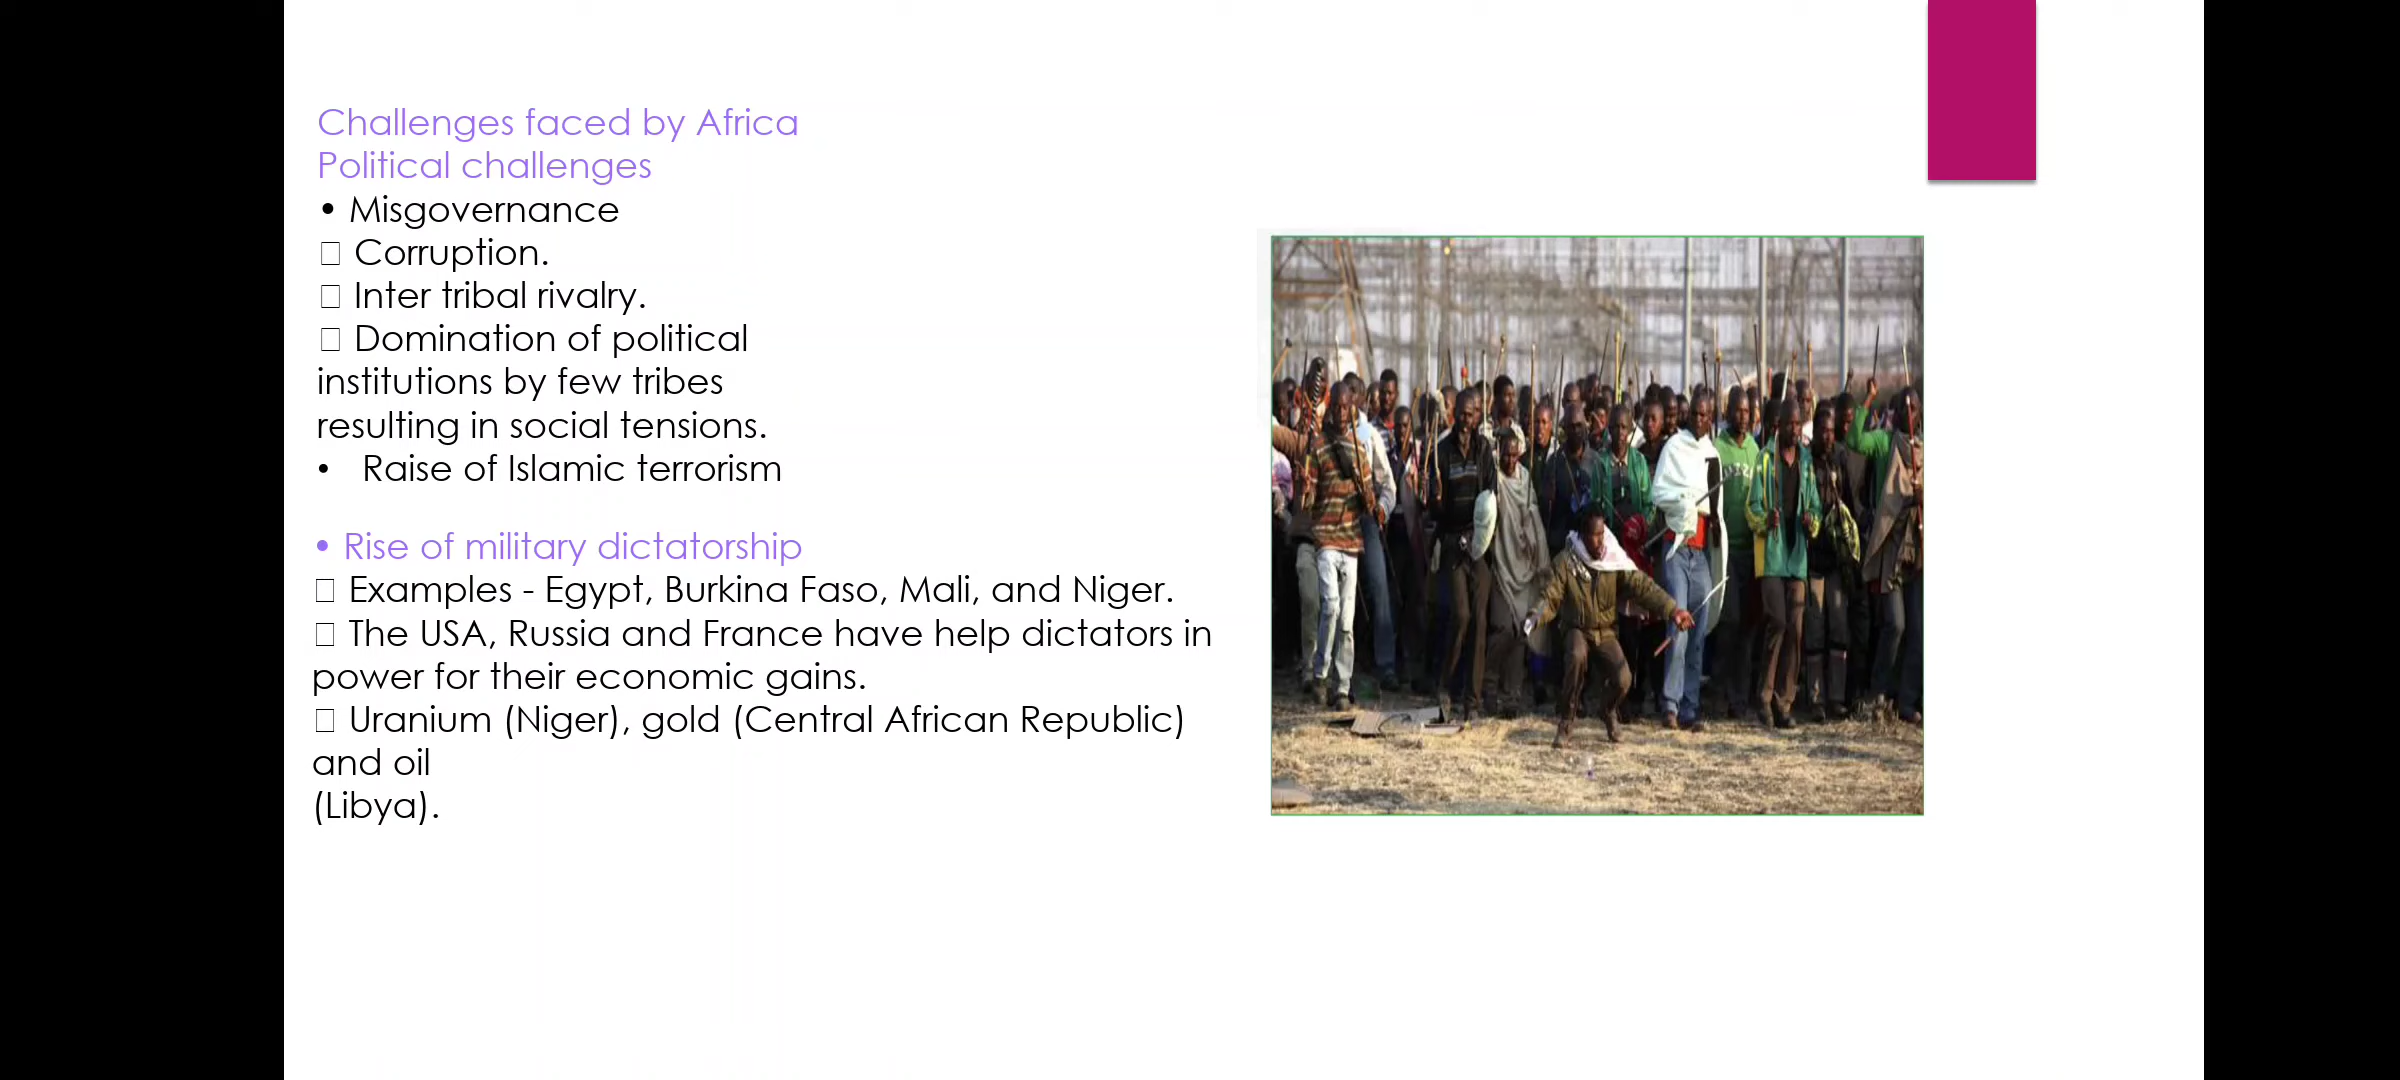 Challenges faced by Africa
Political challenges
• Misgovernance
□ Corruption.
□ Inter tribal rivalry.
□ Domination of political
institutions by few tribes
resulting in social tensions.
• Raise of Islamic terrorism
• Rise of military dictatorship
□ Examples - Egypt, Burkina Faso, Mali, and Niger.
□ The USA, Russia and France have help dictators in
power for their economic gains.
□ Uranium (Niger), gold (Central African Republic)
and oil
(Libya).